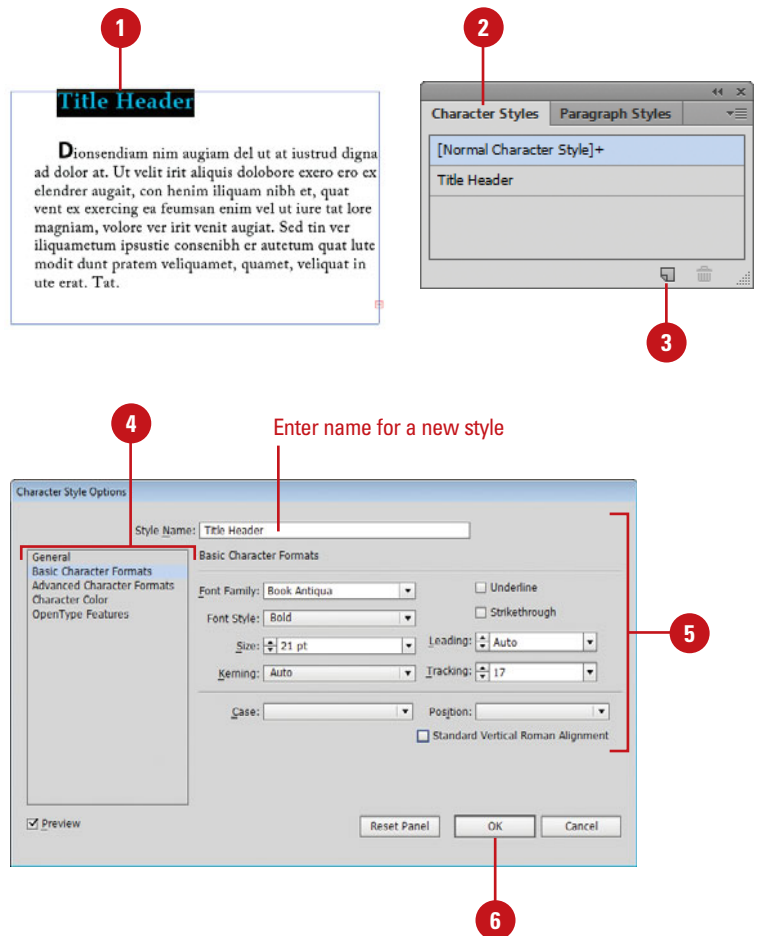 1
2
Title Header
Dionsendiam nim augiam del ut at iustrud digna
ad dolor at. Ut velit irit aliquis dolobore exero ero ex
elendrer augait, con henim iliquam nibh et, quat
vent ex exercing ea feumsan enim vel ut iure tat lore
magniam, volore ver irit venit augiat. Sed tin ver
iliquametum ipsustie consenibh er autetum quat lute
modit dunt pratem veliquamet, quamet, veliquat in
ute erat. Tat.
Character Styles Paragraph Styles
[Normal Character Style]+
Title Header
3
4
Enter name for a new style
Character Style Options
Style Name: Title Header
General
Basic Character Formats
Advanced Character Formats
Character Color
OpenType Features
Basic Character Formats
Font Family: Book Antiqua
Underline
Font Style: Bold
Strikethrough
Size: 21 pt
Leading: Auto
Kerning: Auto
Tracking: 17
Case:
Position:
Standard Vertical Roman Alignment
5
Preview
Reset Panel OK Cancel
6